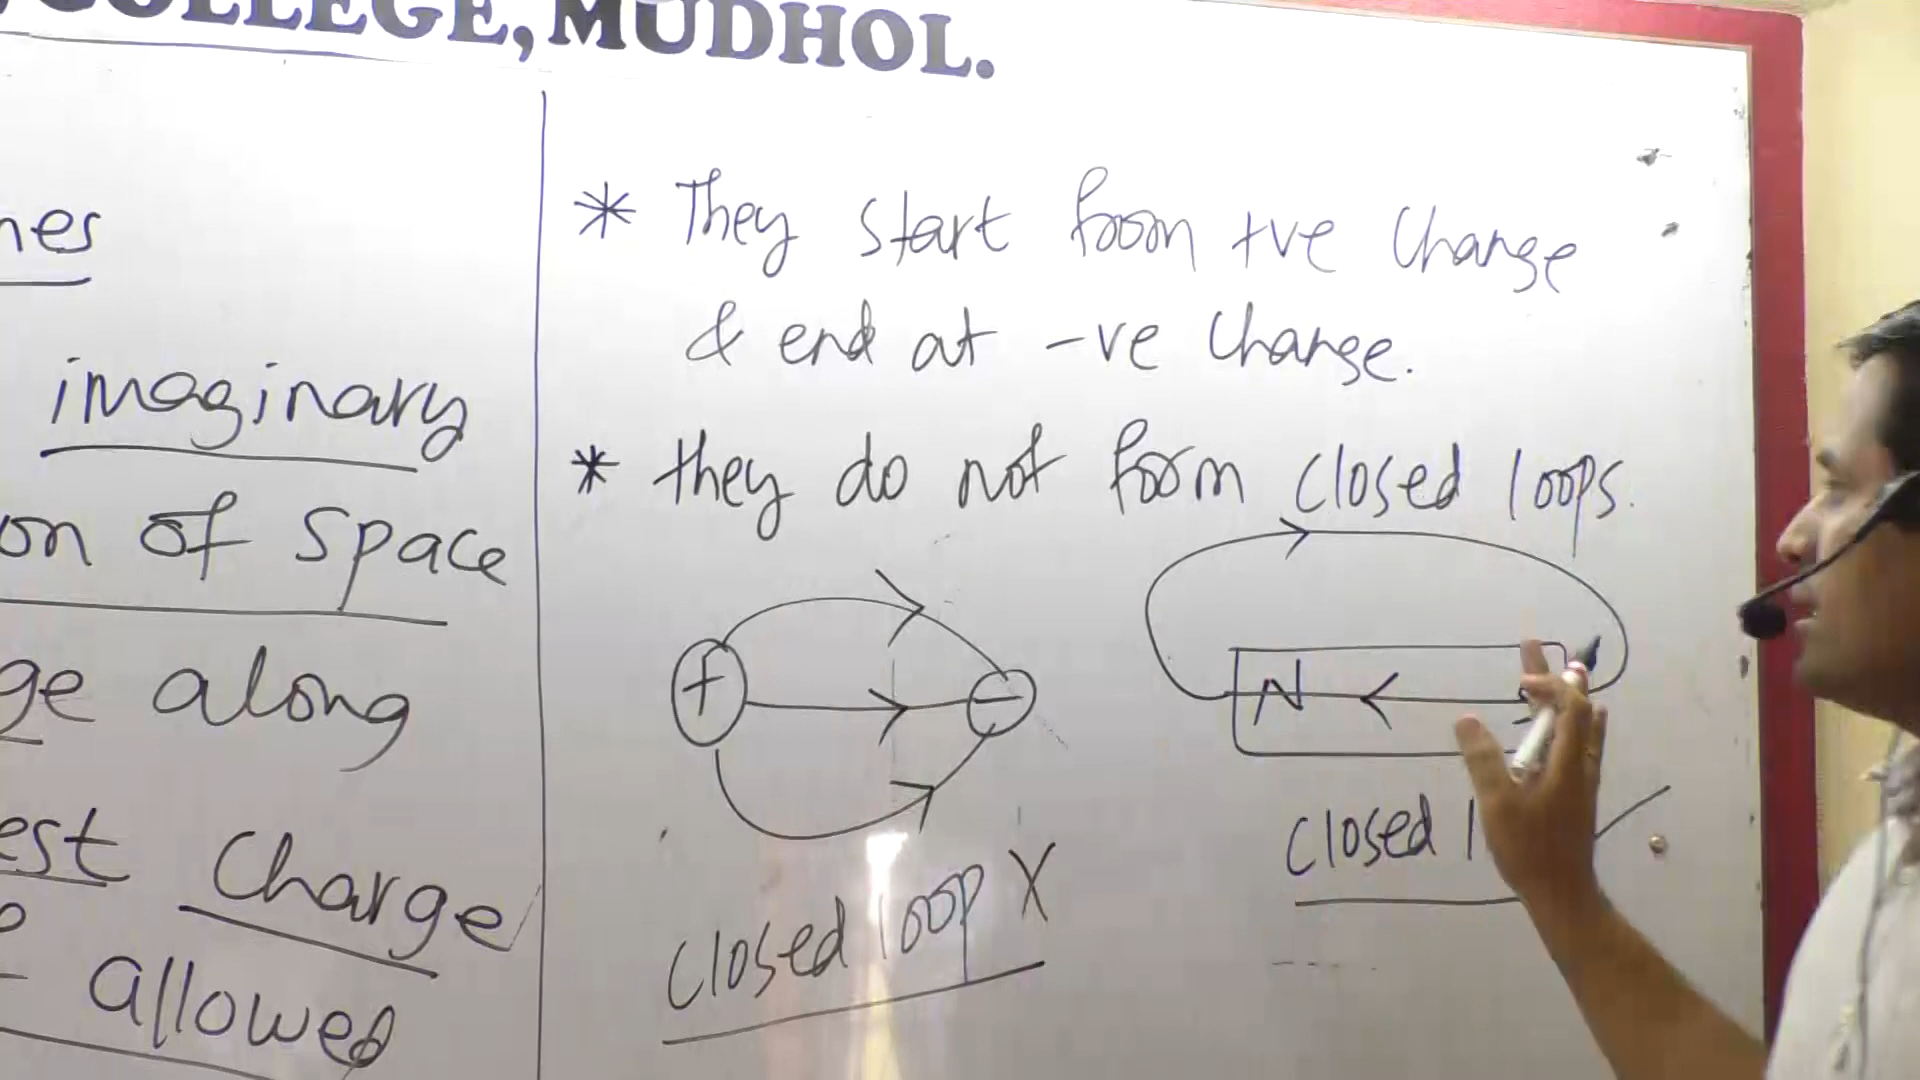 COLLEGE, MUDHOL.
imaginary
on of space
ge along
est charge
allowed
* They start from +ve charge
& end at -ve charge.
* they do not form closed loops.
+
-
closed loop X
N
closed